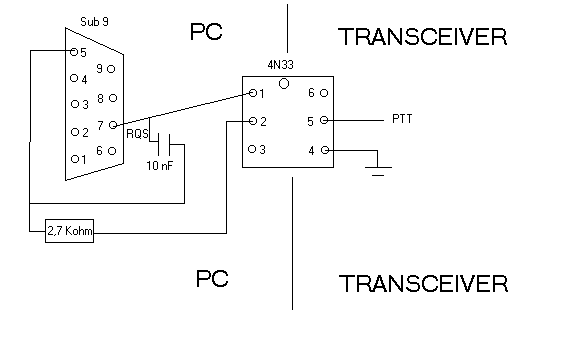 Sub 9
PC
TRANSCEIVER
4N33
5
9
4
8
3
7
2
6
1
RQS
10 nF
1
6
2
5
PTT
3
4
2,7 Kohm
PC
TRANSCEIVER